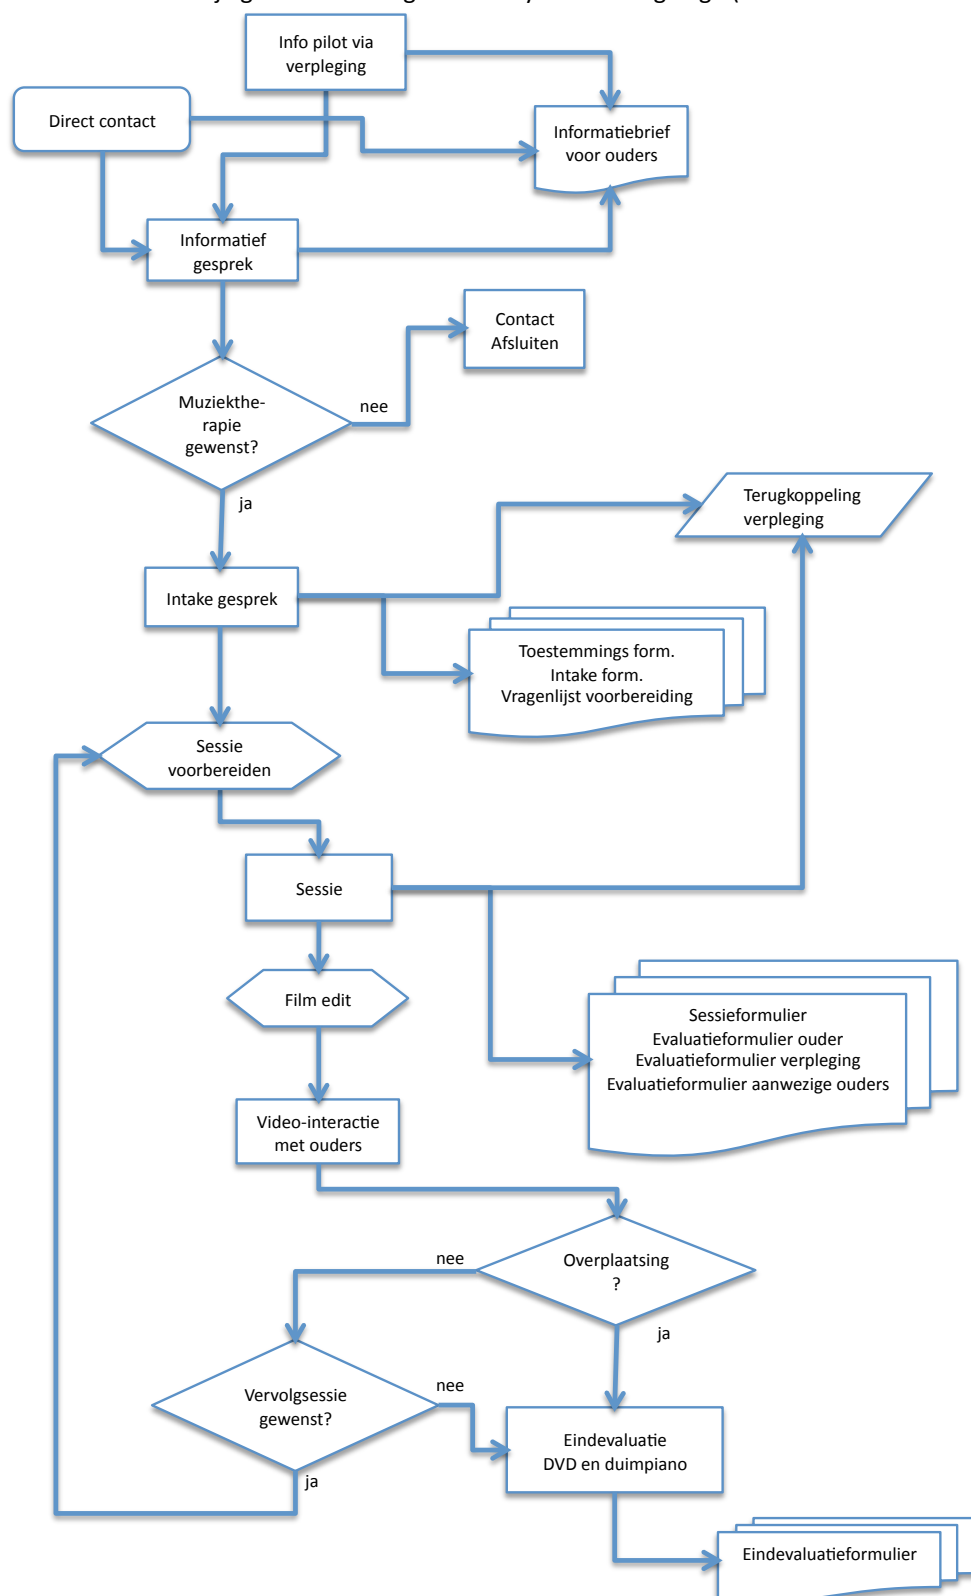 Info pilot via
verpleging
Direct contact
Informatiebrief
voor ouders
Informatief
gesprek
Contact
Afsluiten
Muziekthe-
rapie
gewenst?
nee
ja
Terugkoppeling
verpleging
Intake gesprek
Toestemmings form.
Intake form.
Vragenlijst voorbereiding
Sessie
voorbereiden
Sessie
Film edit
Sessieformulier
Evaluatieformulier ouder
Evaluatieformulier verpleging
Evaluatieformulier aanwezige ouders
Video-interactie
met ouders
Overplaatsing
?
nee
ja
Vervolgsessie
gewenst?
nee
ja
Eindevaluatie
DVD en duimpiano
Eindevaluatieformulier